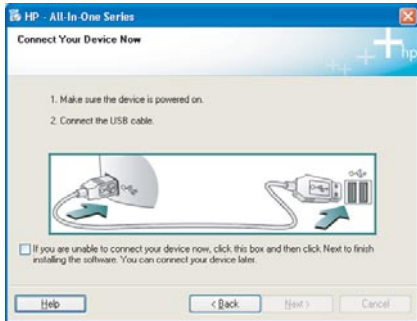 HP - All-In-One Series
Connect Your Device Now
hp
1. Make sure the device is powered on.
2. Connect the USB cable.
If you are unable to connect your device now, click this box and then click Next to finish
installing the software. You can connect your device later.
Help
< Back
Next >
Cancel